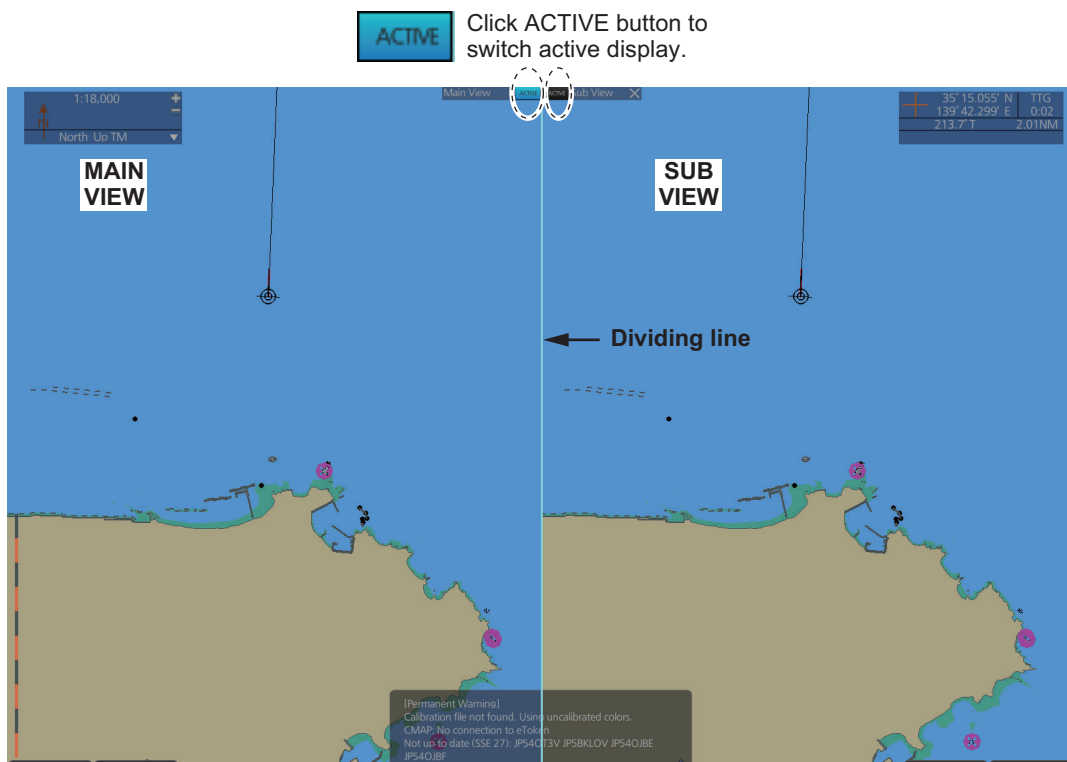 ACTIVE
Click ACTIVE button to
switch active display.
1:18,000
+
−
N
North Up TM
Main View
ACTIVE
ACTIVE
Sub View
35° 15.055' N
139° 42.299' E
TTG
0:02
213.7° T
2.01NM
MAIN
VIEW
SUB
VIEW
Dividing line
[Permanent Warning]
Calibration file not found. Using uncalibrated colors.
CMAP: No connection to eToken
Not up to date (SSE 27): JP54OT3V JP5BKLOV JP54OJBE
JP54OJBF